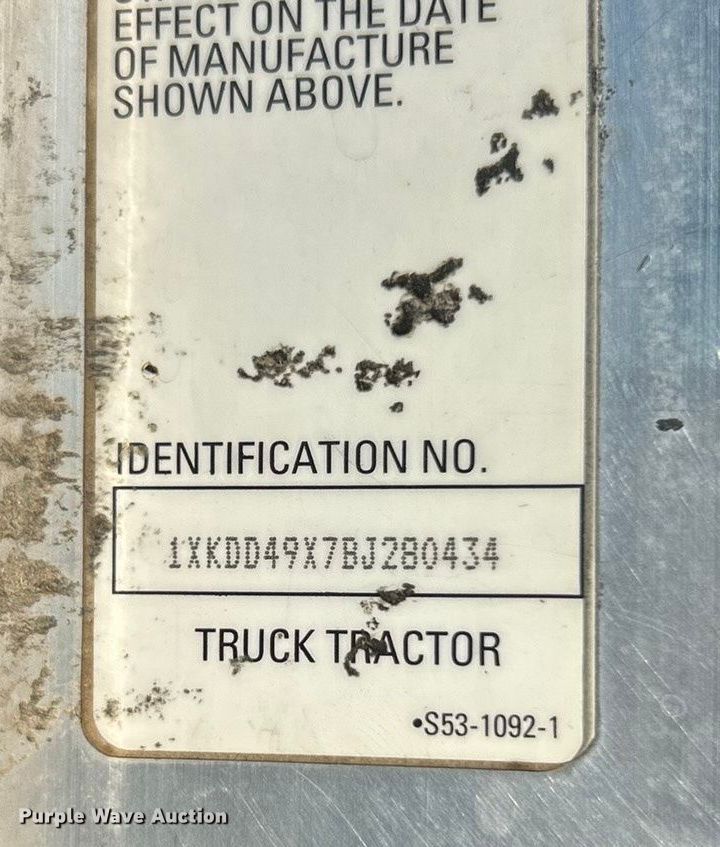 EFFECT ON THE DATE
OF MANUFACTURE
SHOWN ABOVE.
IDENTIFICATION NO.
1XKDD49X7BJ280434
TRUCK TRACTOR
•S53-1092-1
Purple Wave Auction